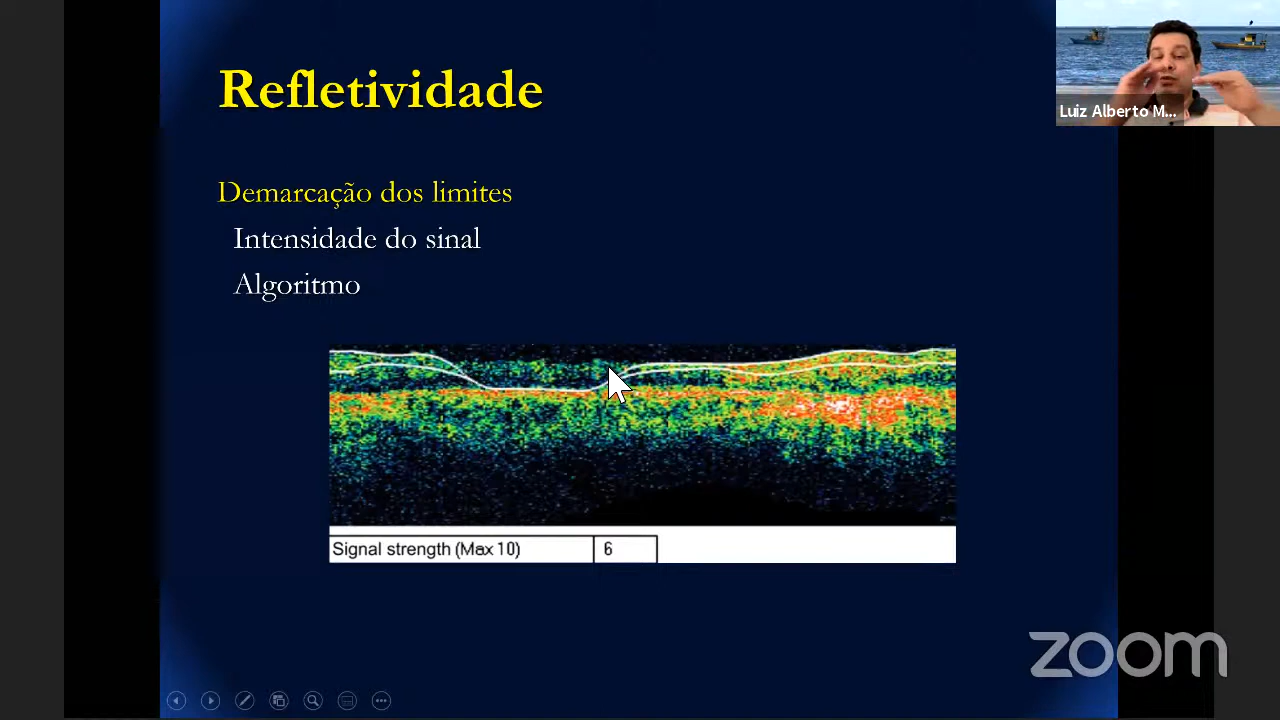 Refletividade
Luiz Alberto M...
Demarcação dos limites
Intensidade do sinal
Algoritmo
Signal strength (Max 10) 6
zoom